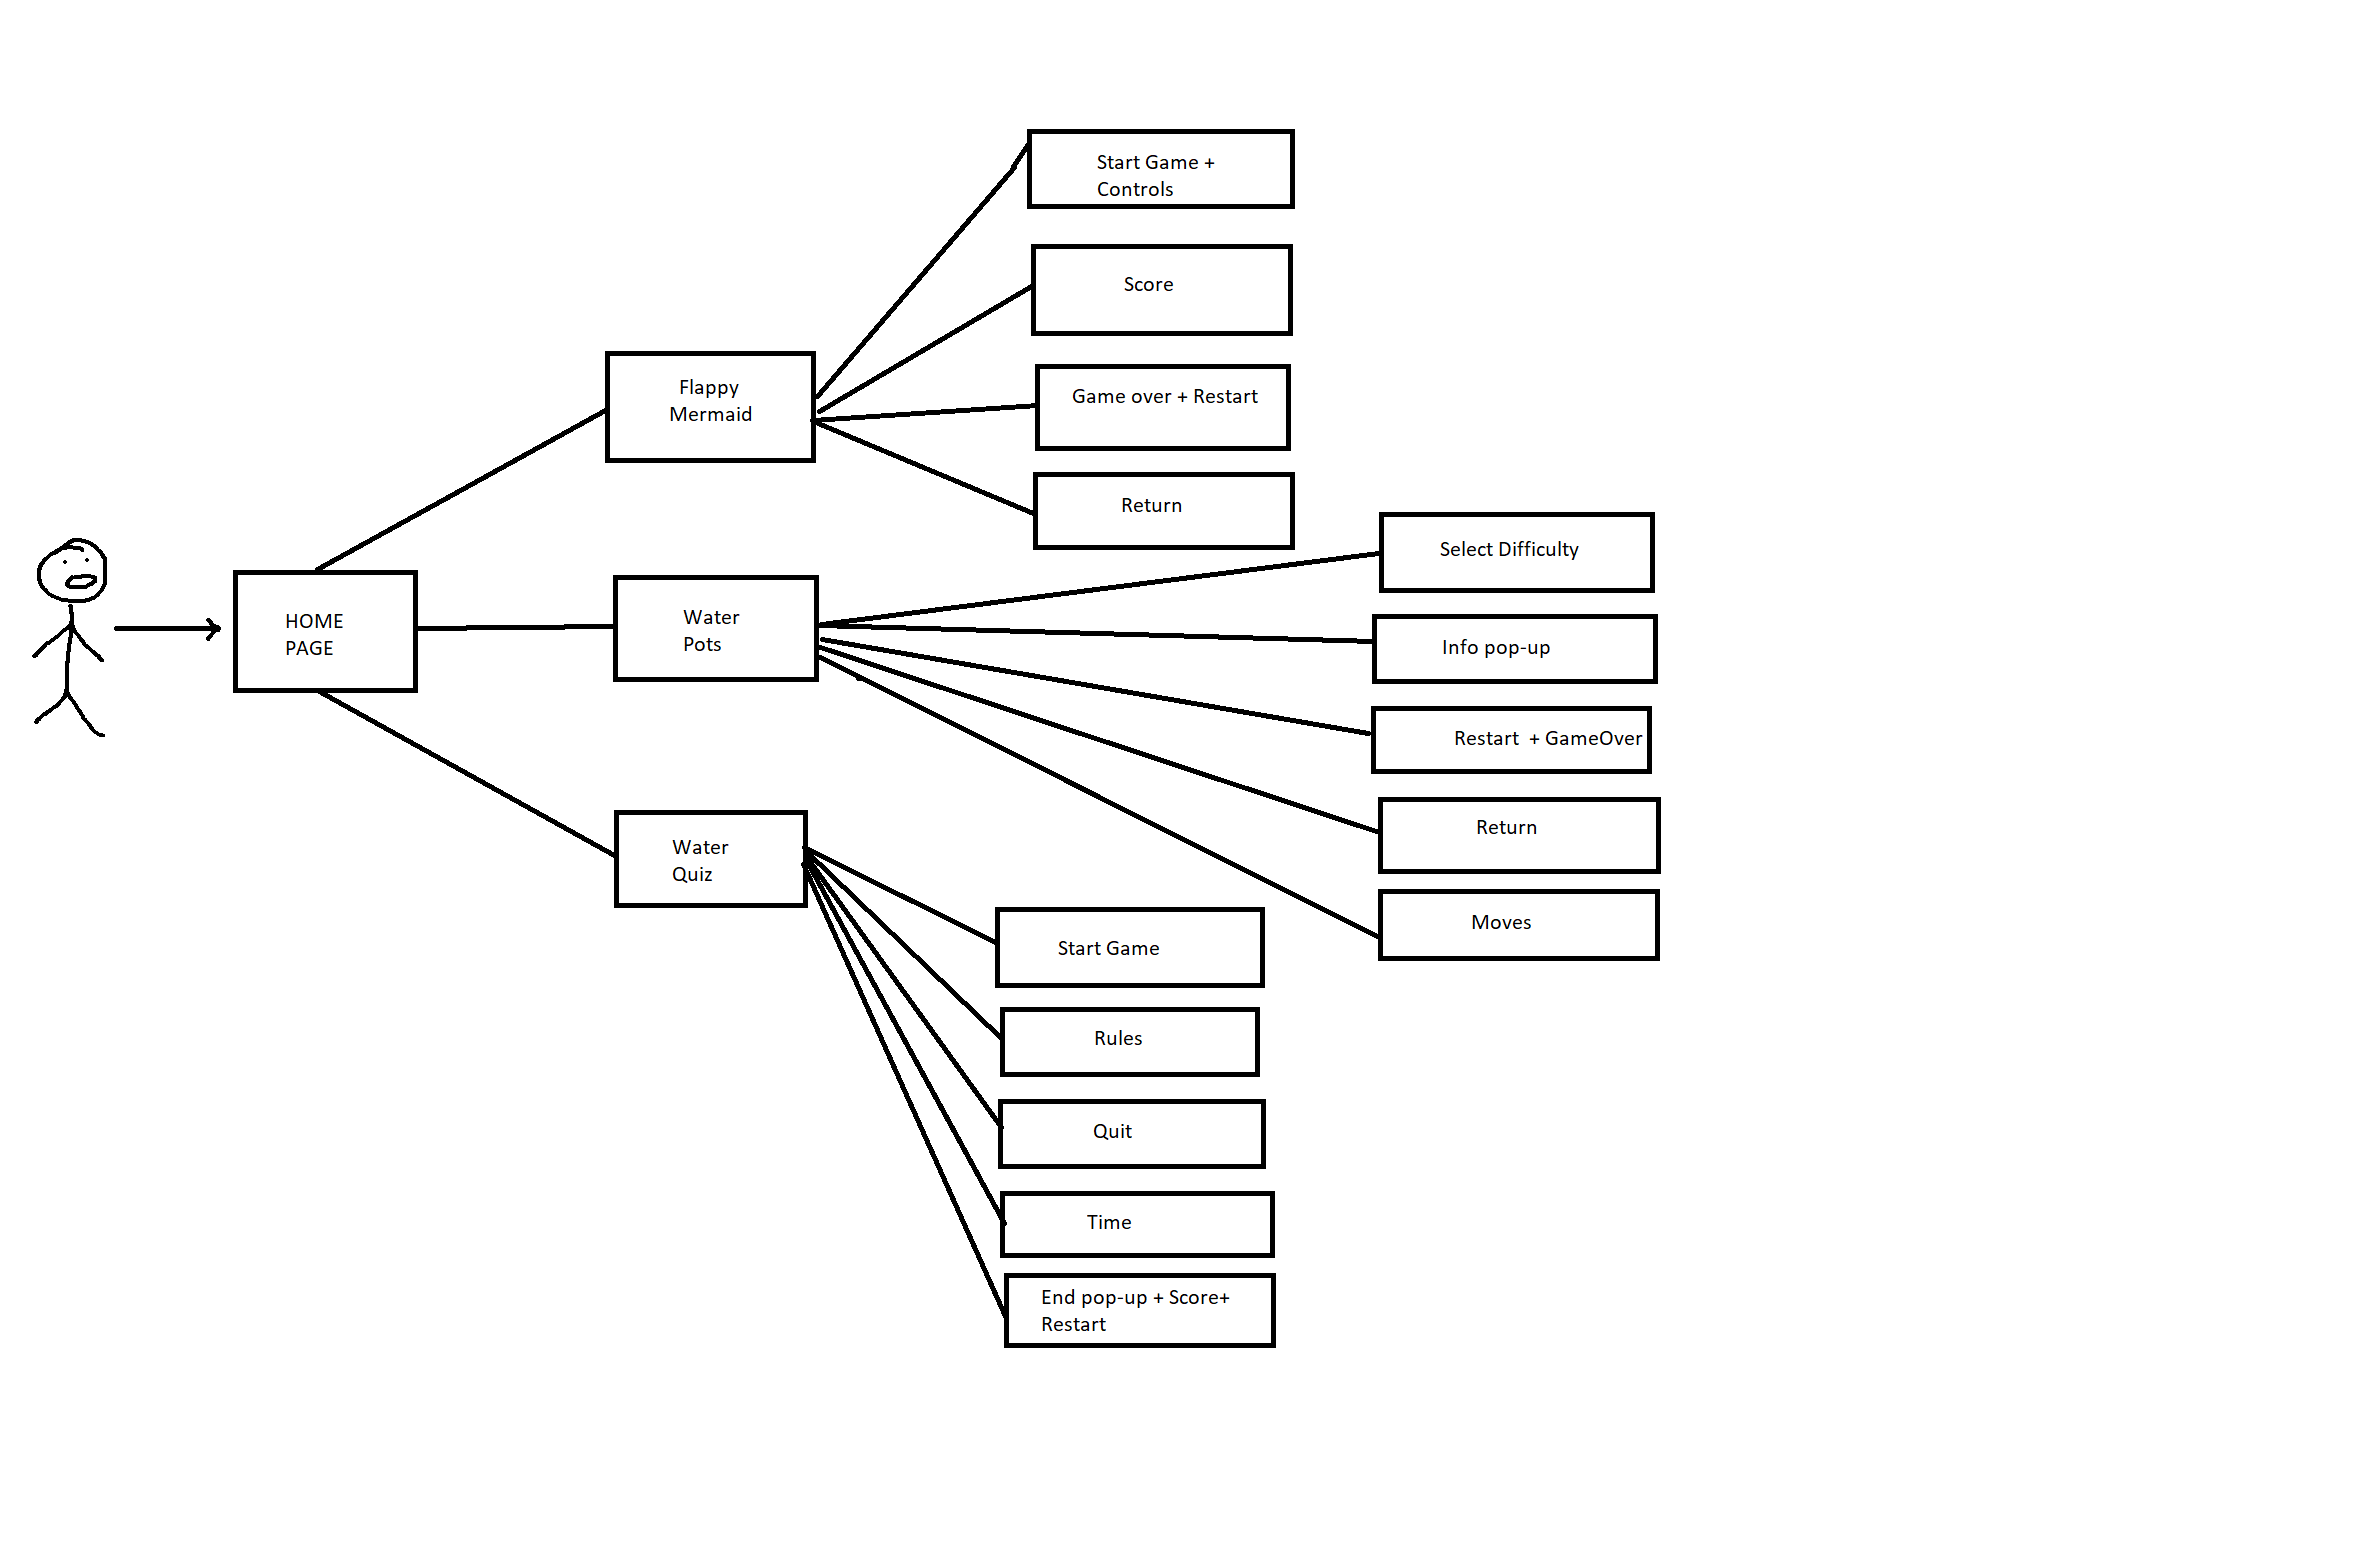 Start Game +
Controls
Score
Flappy
Mermaid
Game over + Restart
Return
Select Difficulty
HOME
PAGE
Water
Pots
Info pop-up
Restart  + GameOver
Return
Water
Quiz
Moves
Start Game
Rules
Quit
Time
End pop-up + Score+
Restart